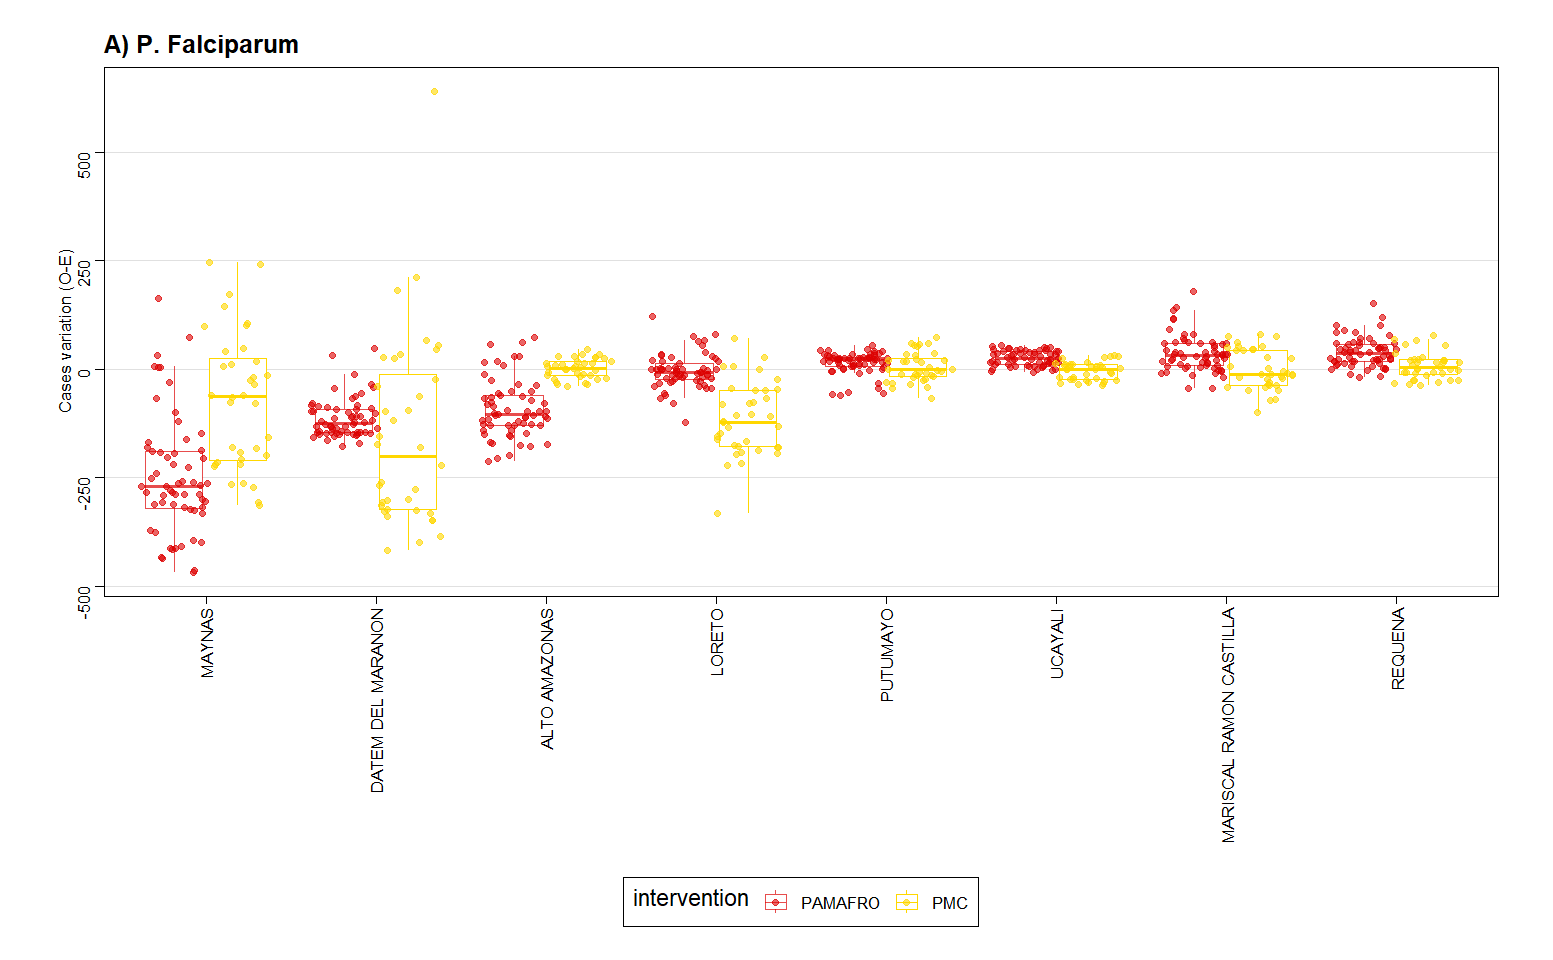 A) P. Falciparum
Cases variation (O-E)
500
250
0
-250
-500
MAYNAS
DATEM DEL MARANON
ALTO AMAZONAS
LORETO
PUTUMAYO
UCAYALI
MARISCAL RAMON CASTILLA
REQUENA
intervention PAMAFRO PMC